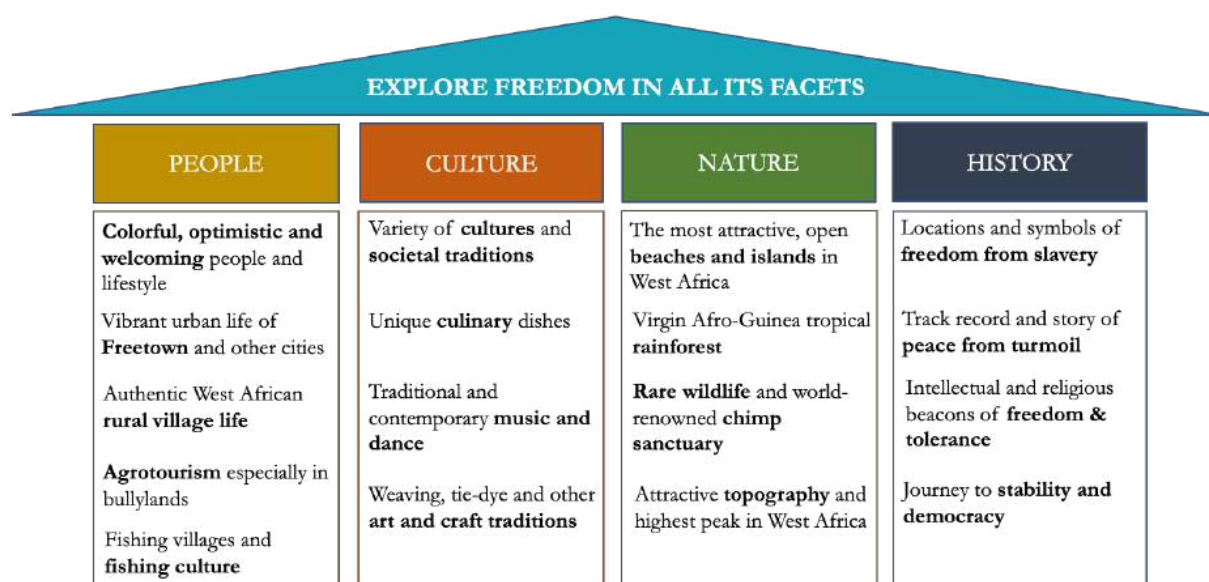 EXPLORE FREEDOM IN ALL ITS FACETS
PEOPLE
Colorful, optimistic and
welcoming people and
lifestyle
Vibrant urban life of
Freetown and other cities
Authentic West African
rural village life
Agrotourism especially in
bullylands
Fishing villages and
fishing culture
CULTURE
Variety of cultures and
societal traditions
Unique culinary dishes
Traditional and
contemporary music and
dance
Weaving, tie-dye and other
art and craft traditions
NATURE
The most attractive, open
beaches and islands in
West Africa
Virgin Afro-Guinea tropical
rainforest
Rare wildlife and world-
renowned chimp
sanctuary
Attractive topography and
highest peak in West Africa
HISTORY
Locations and symbols of
freedom from slavery
Track record and story of
peace from turmoil
Intellectual and religious
beacons of freedom &
tolerance
Journey to stability and
democracy